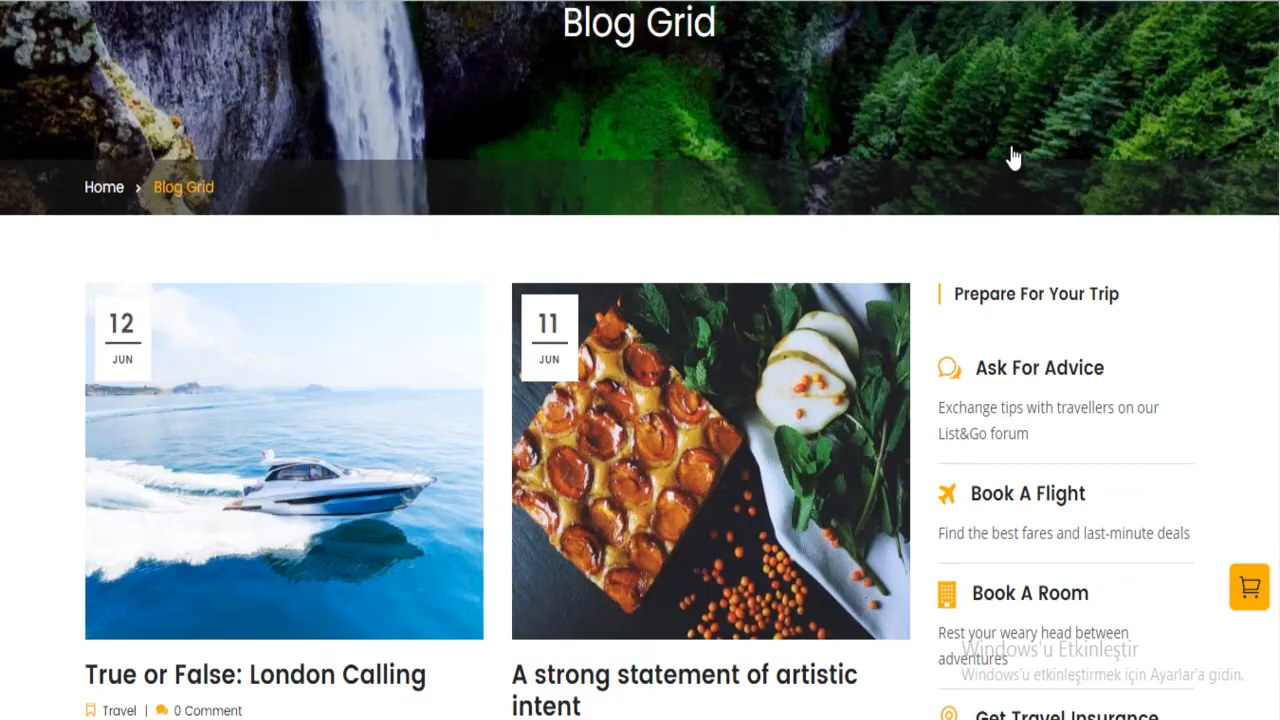 Blog Grid
Home › Blog Grid
12
JUN
11
JUN
True or False: London Calling
Travel | 0 Comment
A strong statement of artistic
intent
Prepare For Your Trip
Ask For Advice
Exchange tips with travellers on our
List&Go forum
Book A Flight
Find the best fares and last-minute deals
Book A Room
Rest your weary head between
adventures
Windows'u Etkinleştir
Windows'u etkinleştirmek için Ayarlar'a gidin.
Get Travel Insurance